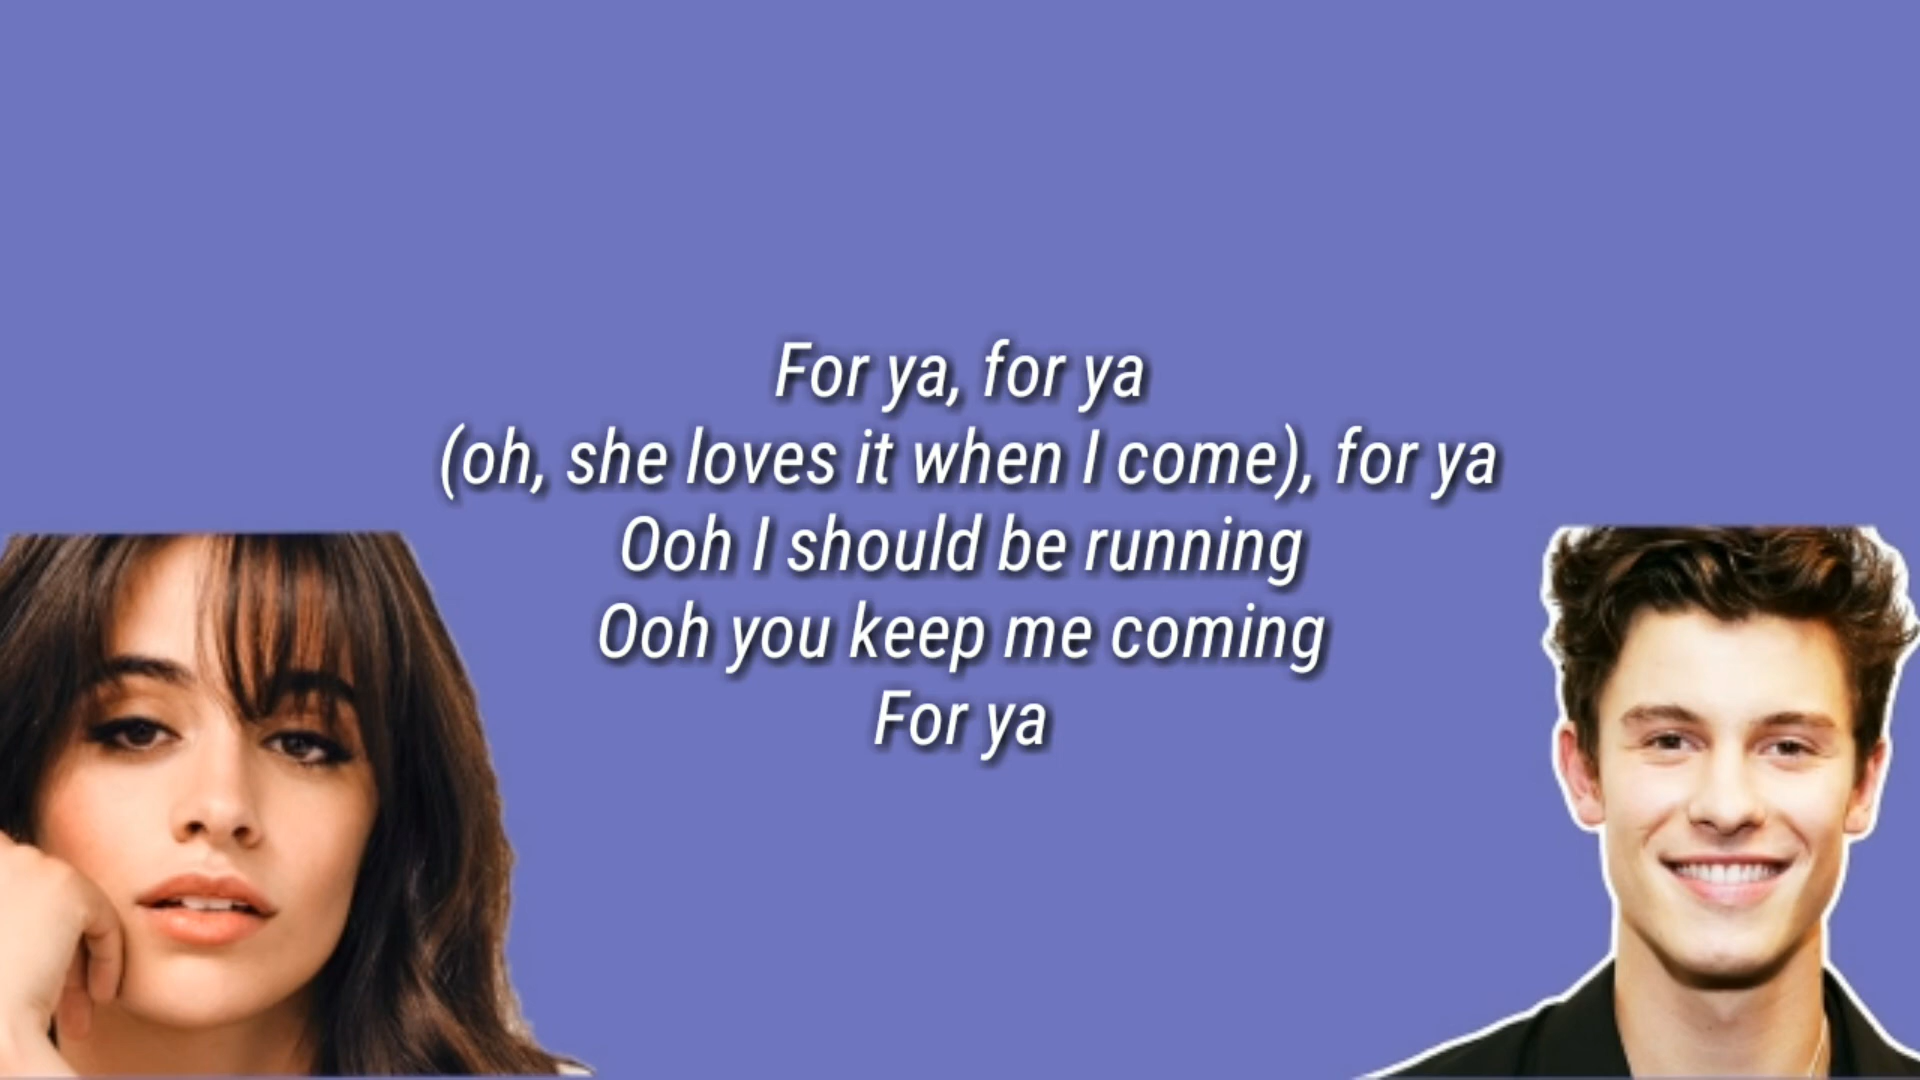 For ya, for ya
(oh, she loves it when I come), for ya
Ooh I should be running
Ooh you keep me coming
For ya